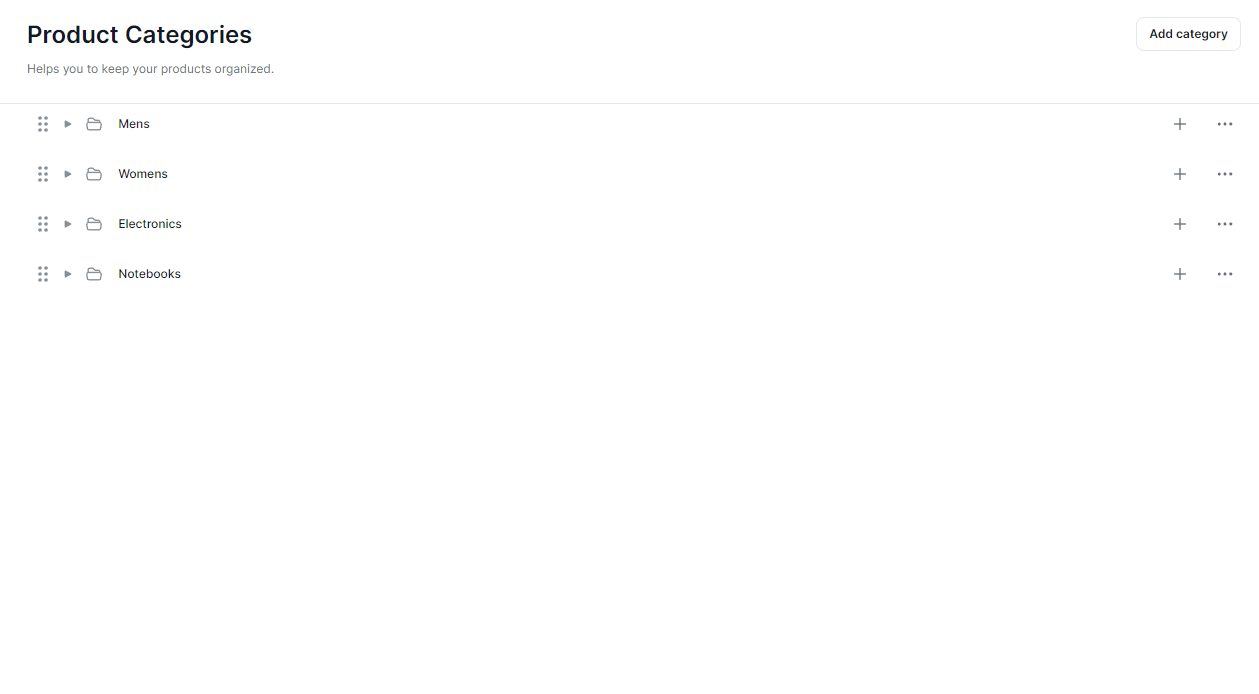 Product Categories
Add category
Helps you to keep your products organized.
Mens
Womens
Electronics
Notebooks